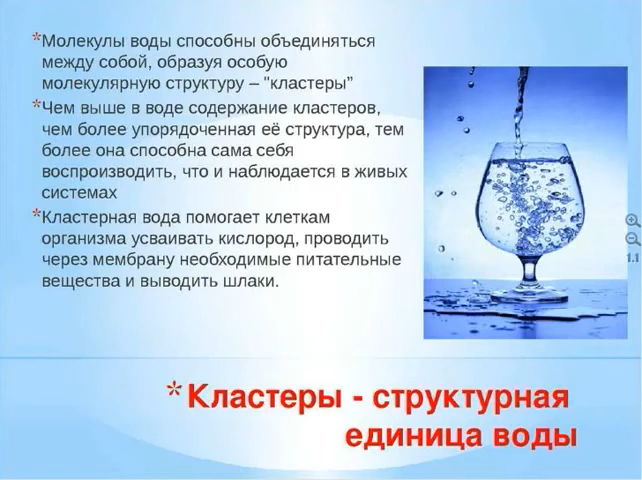 *Молекулы воды способны объединяться
между собой, образуя особую
молекулярную структуру – "кластеры”
*Чем выше в воде содержание кластеров,
чем более упорядоченная её структура, тем
более она способна сама себя
воспроизводить, что и наблюдается в живых
системах
*Кластерная вода помогает клеткам
организма усваивать кислород, проводить
через мембрану необходимые питательные
вещества и выводить шлаки.
1.1
*Кластеры - структурная
единица воды